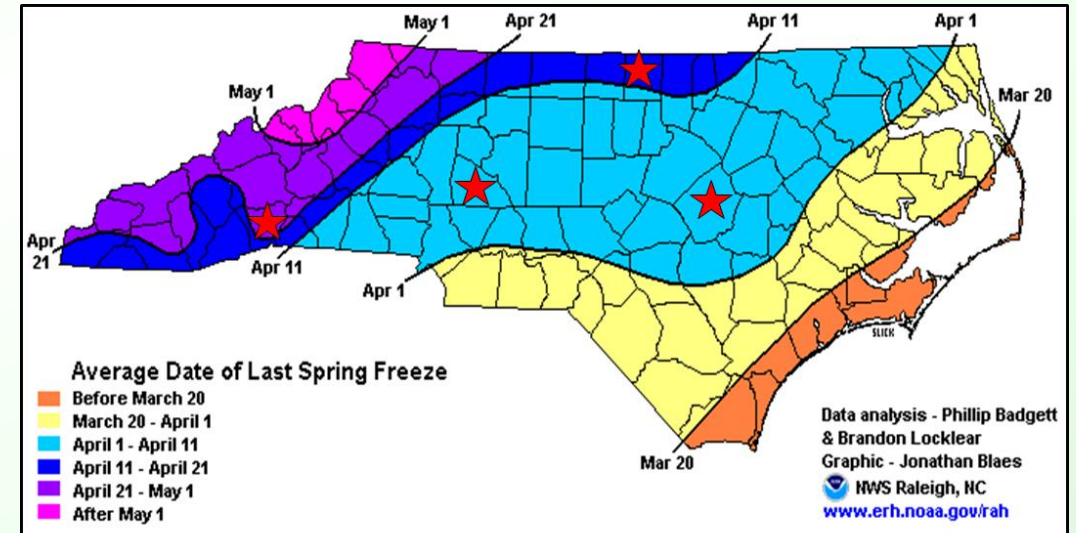 May 1
Apr 21
Apr 11
Apr 1
May 1
Mar 20
Apr
21
Apr 11
Apr 1
SLICK
Mar 20
Average Date of Last Spring Freeze
Before March 20
March 20 - April 1
April 1 - April 11
April 11 - April 21
April 21 - May 1
After May 1
Data analysis - Phillip Badgett
& Brandon Locklear
Graphic - Jonathan Blaes
NWS Raleigh, NC
www.erh.noaa.gov/rah